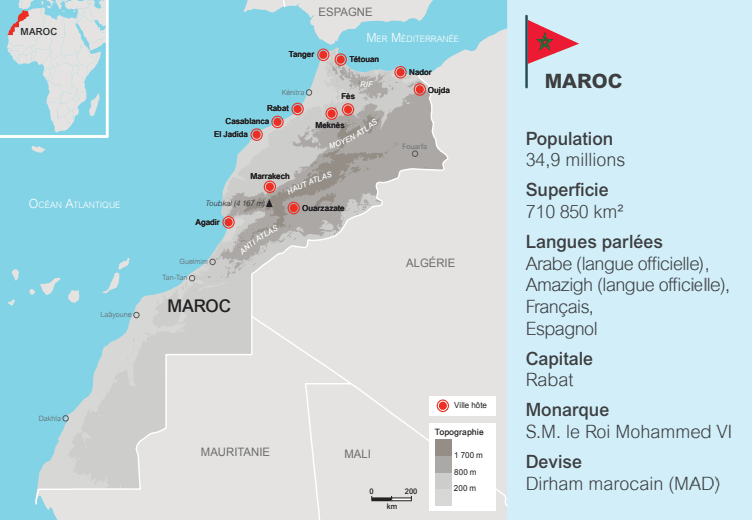 MAROC
ESPAGNE
MER MÉDITERRANÉE
Tanger
Tétouan
Nador
RIF
Oujda
Kénitra
Fès
Rabat
Casablanca
Meknès
El Jadida
MOYEN ATLAS
Fouarfa
Marrakech
HAUT ATLAS
OCÉAN ATLANTIQUE
Toubkal (4 167 m)
Ouarzazate
Agadir
ANTI ATLAS
Guelmim
ALGÉRIE
Tan-Tan
MAROC
Laâyoune
Dakhla
MAURITANIE
MALI
Ville hôte
Topographie
1 700 m
800 m
200 m
0 200
km
MAROC
Population
34,9 millions
Superficie
710 850 km²
Langues parlées
Arabe (langue officielle),
Amazigh (langue officielle),
Français,
Espagnol
Capitale
Rabat
Monarque
S.M. le Roi Mohammed VI
Devise
Dirham marocain (MAD)